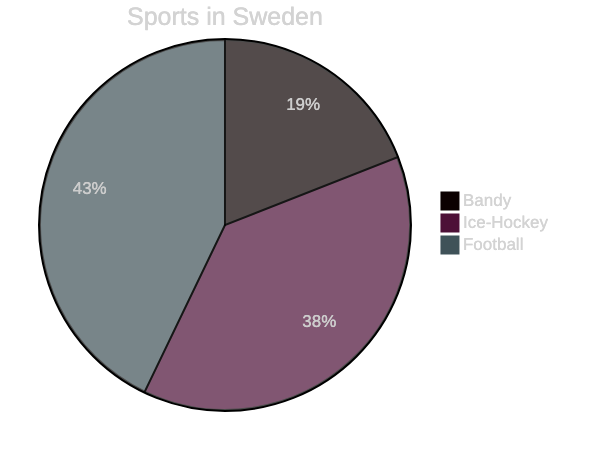 Sports in Sweden
19%
43%
38%
Bandy
Ice-Hockey
Football